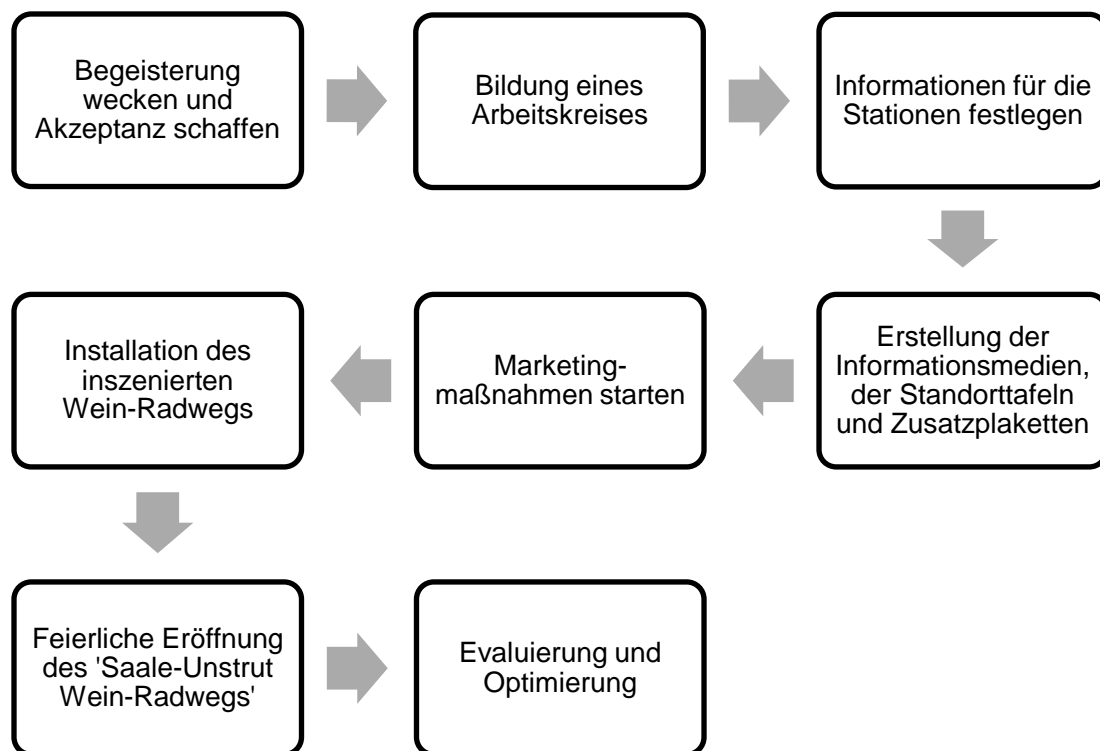 Begeisterung
wecken und
Akzeptanz schaffen
Bildung eines
Arbeitskreises
Informationen für die
Stationen festlegen
Erstellung der
Informationsmedien,
der Standorttafeln
und Zusatzplaketten
Marketing-
maßnahmen starten
Installation des
inszenierten
Wein-Radwegs
Feierliche Eröffnung
des 'Saale-Unstrut
Wein-Radwegs'
Evaluierung und
Optimierung